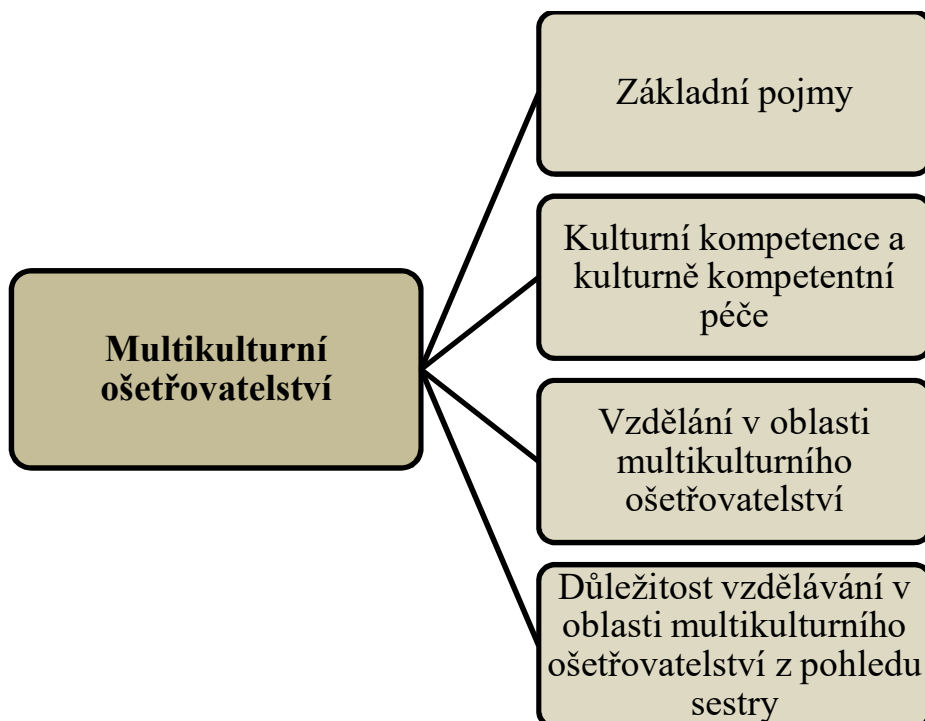 Základní pojmy
Kulturní kompetence a
kulturně kompetentní
péče
Multikulturní
ošetřovatelství
Vzdělání v oblasti
multikulturního
ošetřovatelství
Důležitost vzdělávání v
oblasti multikulturního
ošetřovatelství z pohledu
sestry